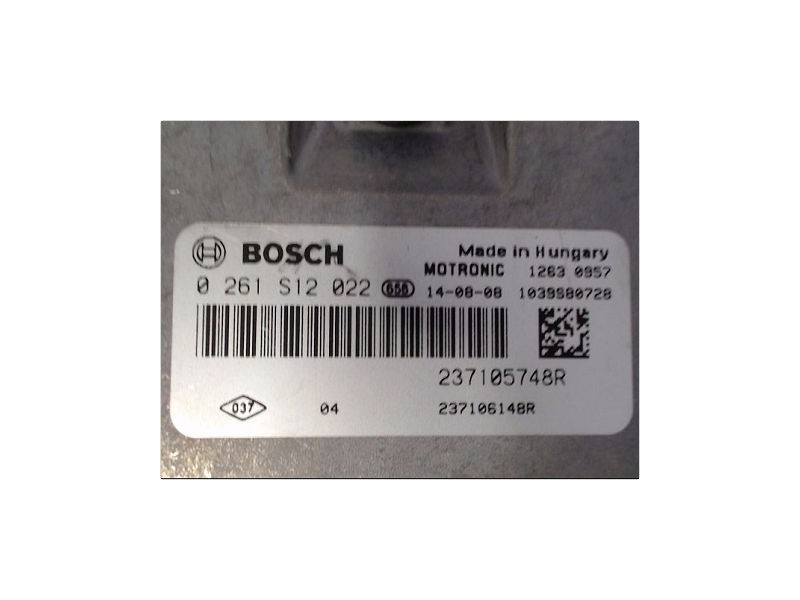 BOSCH Made in Hungary
MOTRONIC 1263 0957
0 261 S12 022 656 14-08-08 1039S80728
237105748R
037 04 237106148R